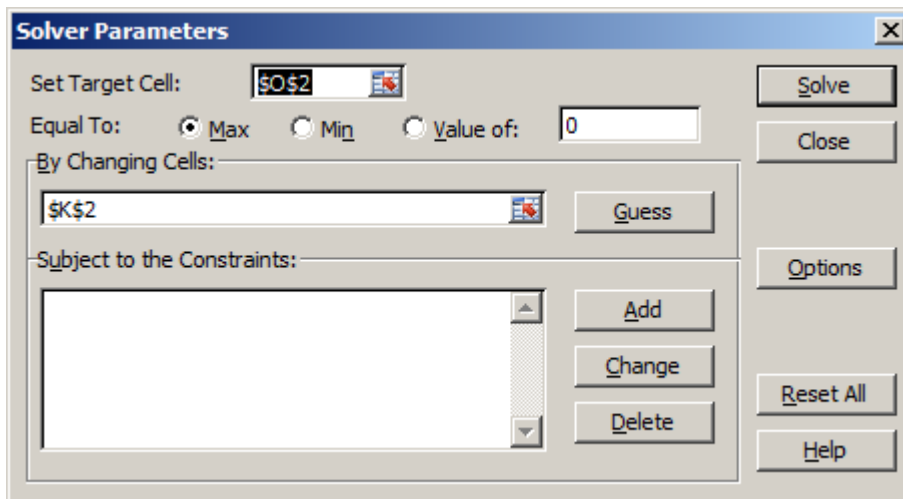 Solver Parameters
Set Target Cell: $O$2
Solve
Equal To: Max Min Value of: 0
Close
By Changing Cells:
$K$2
Guess
Subject to the Constraints:
Options
Add
Change
Reset All
Delete
Help